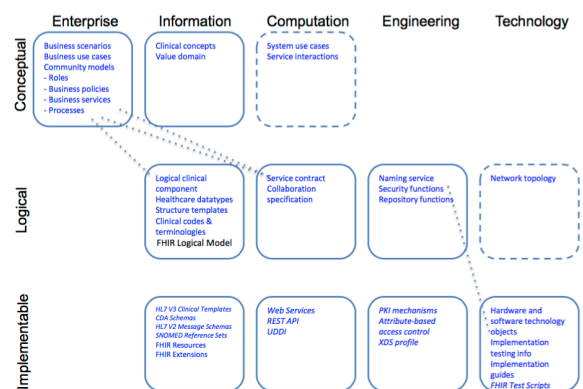 Enterprise
Information
Computation
Engineering
Technology
Conceptual
Business scenarios
Business use cases
Community models
- Roles
- Business policies
- Business services
- Processes
Clinical concepts
Value domain
System use cases
Service interactions
Logical
Logical clinical
component
Healthcare datatypes
Structure templates
Clinical codes &
terminologies
FHIR Logical Model
Service contract
Collaboration
specification
Naming service
Security functions
Repository functions
Network topology
Implementable
HL7 V3 Clinical Templates
CDA Schemas
HL7 V2 Message Schemas
SNOMED Reference Sets
FHIR Resources
FHIR Extensions
Web Services
REST API
UDDI
PKI mechanisms
Attribute-based
access control
XDS profile
Hardware and
software technology
objects
Implementation
testing info
Implementation
guides
FHIR Test Scripts